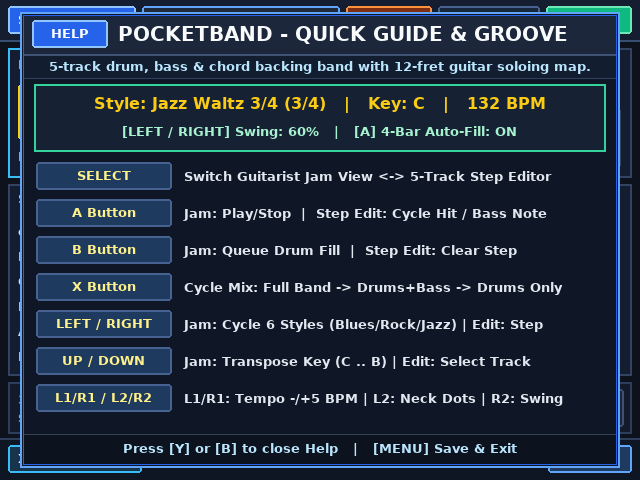 HELP POCKETBAND - QUICK GUIDE & GROOVE
5-track drum, bass & chord backing band with 12-fret guitar soloing map.
Style: Jazz Waltz 3/4 (3/4) | Key: C | 132 BPM
[LEFT / RIGHT] Swing: 60% | [A] 4-Bar Auto-Fill: ON
SELECT Switch Guitarist Jam View <-> 5-Track Step Editor
A Button Jam: Play/Stop | Step Edit: Cycle Hit / Bass Note
B Button Jam: Queue Drum Fill | Step Edit: Clear Step
X Button Cycle Mix: Full Band -> Drums+Bass -> Drums Only
LEFT / RIGHT Jam: Cycle 6 Styles (Blues/Rock/Jazz) | Edit: Step
UP / DOWN Jam: Transpose Key (C .. B) | Edit: Select Track
L1/R1 / L2/R2 L1/R1: Tempo -/+5 BPM | L2: Neck Dots | R2: Swing
Press [Y] or [B] to close Help | [MENU] Save & Exit